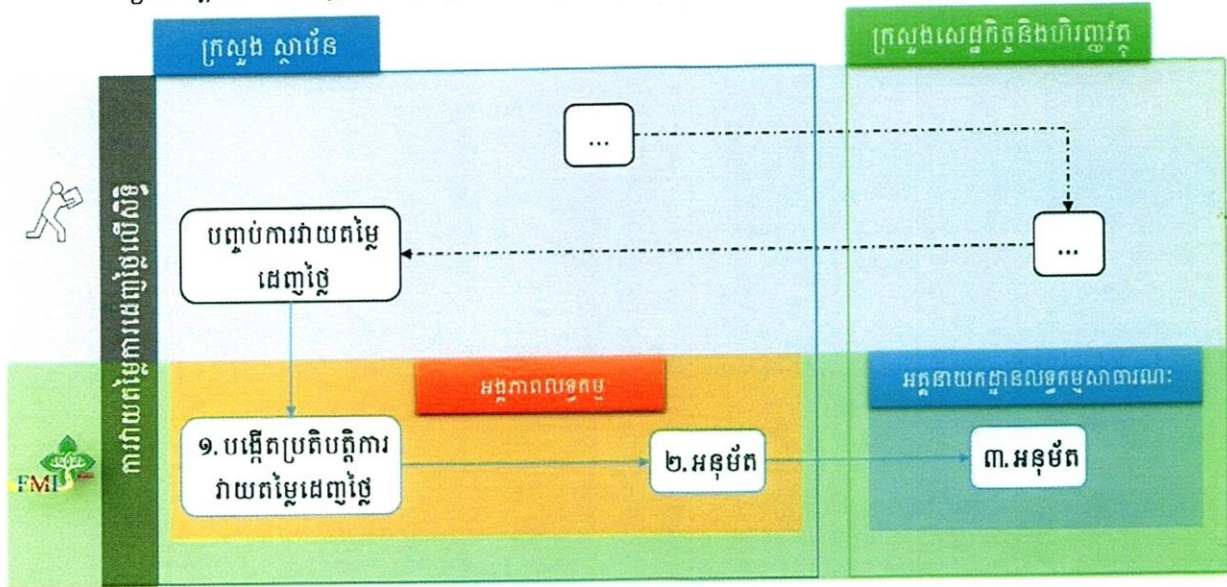 ក្រសួង ស្ថាប័ន
ក្រសួងសេដ្ឋកិច្ចនិងហិរញ្ញវត្ថុ
ការវាយតម្លៃការដេញថ្លៃលើសិទ្ធិ
...
...
បញ្ចប់ការវាយតម្លៃ
ដេញថ្លៃ
អង្គភាពលទ្ធកម្ម
អគ្គនាយកដ្ឋានលទ្ធកម្មសាធារណៈ
FMI
១. បង្កើតប្រតិបត្តិការ
វាយតម្លៃដេញថ្លៃ
២. អនុម័ត
៣. អនុម័ត